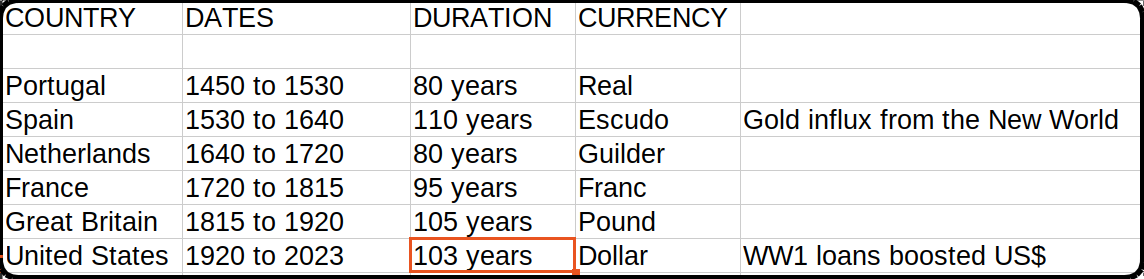 COUNTRY DATES DURATION CURRENCY
Portugal 1450 to 1530 80 years Real
Spain 1530 to 1640 110 years Escudo Gold influx from the New World
Netherlands 1640 to 1720 80 years Guilder
France 1720 to 1815 95 years Franc
Great Britain 1815 to 1920 105 years Pound
United States 1920 to 2023 103 years Dollar WW1 loans boosted US$